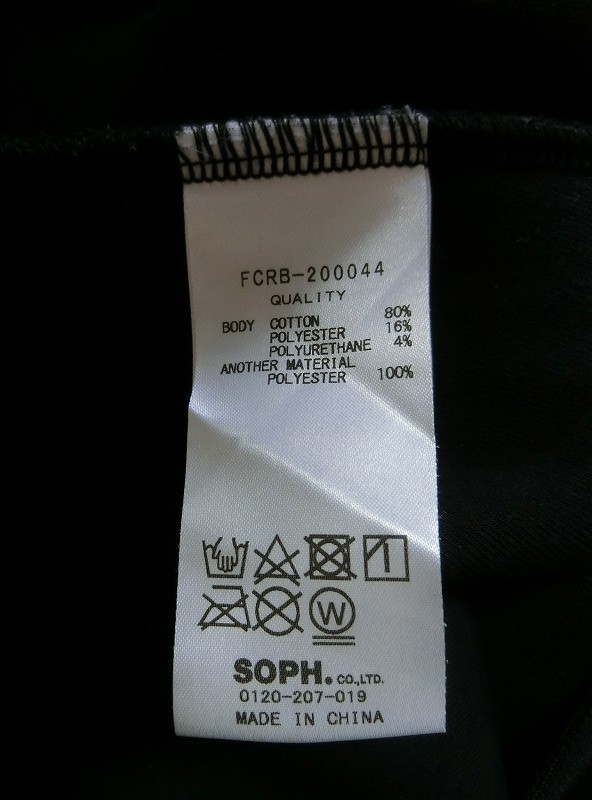 FCRB-200044
QUALITY
BODY COTTON 80%
POLYESTER 16%
POLYURETHANE 4%
ANOTHER MATERIAL
POLYESTER 100%
W
SOPH. CO.,LTD.
0120-207-019
MADE IN CHINA